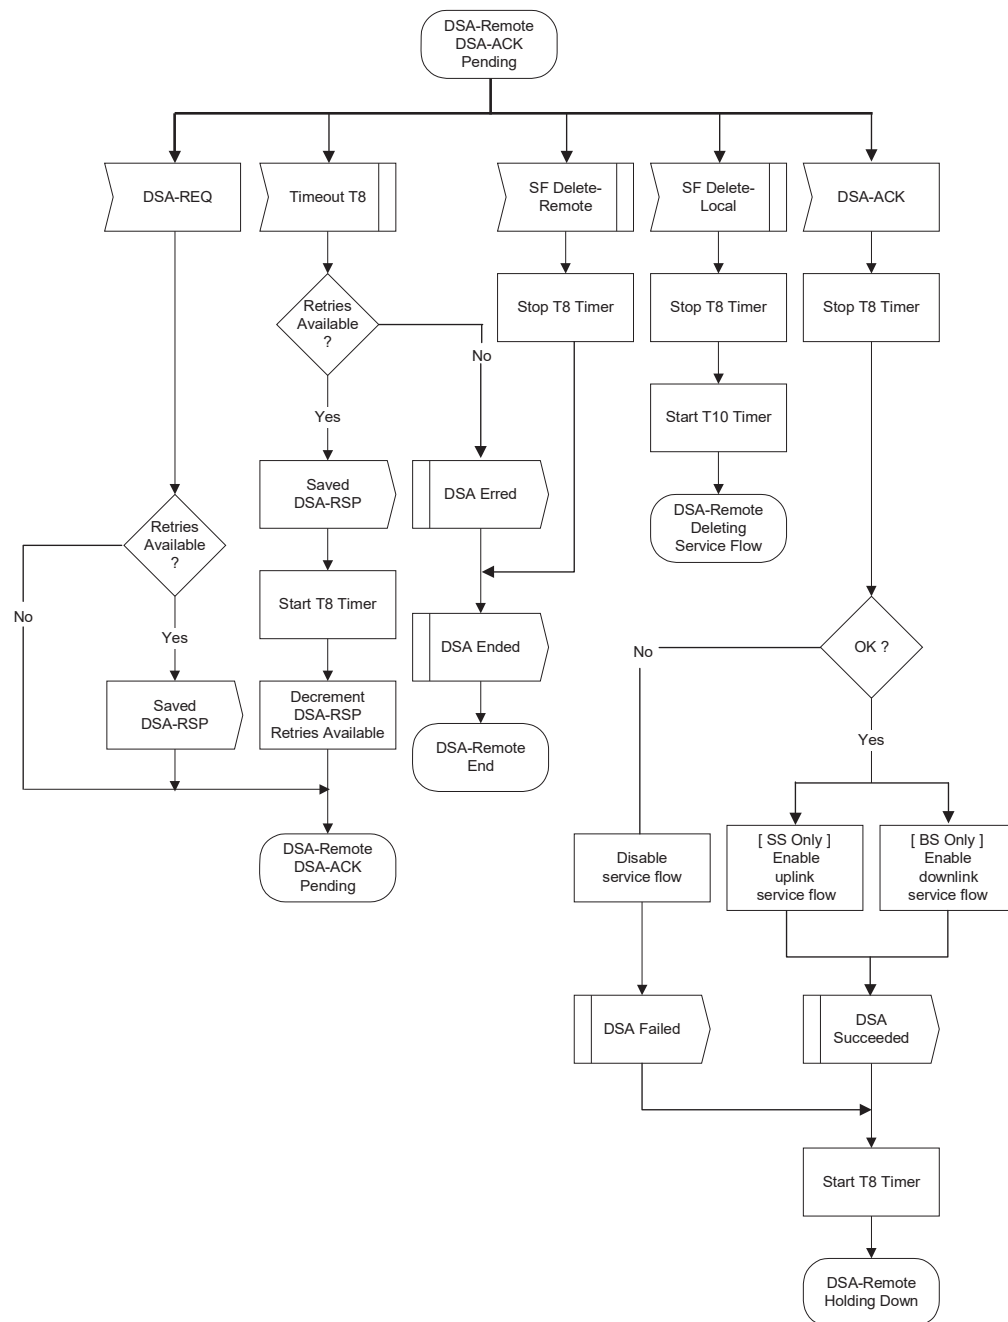 DSA-Remote
DSA-ACK
Pending
DSA-REQ
Timeout T8
SF Delete-
Remote
SF Delete-
Local
DSA-ACK
Retries
Available
?
Stop T8 Timer
Stop T8 Timer
Stop T8 Timer
No
Yes
Start T10 Timer
Saved
DSA-RSP
DSA Erred
DSA-Remote
Deleting
Service Flow
Retries
Available
?
Start T8 Timer
No
Yes
DSA Ended
OK ?
No
Saved
DSA-RSP
Decrement
DSA-RSP
Retries Available
DSA-Remote
End
Yes
DSA-Remote
DSA-ACK
Pending
Disable
service flow
[ SS Only ]
Enable
uplink
service flow
[ BS Only ]
Enable
downlink
service flow
DSA Failed
DSA
Succeeded
Start T8 Timer
DSA-Remote
Holding Down